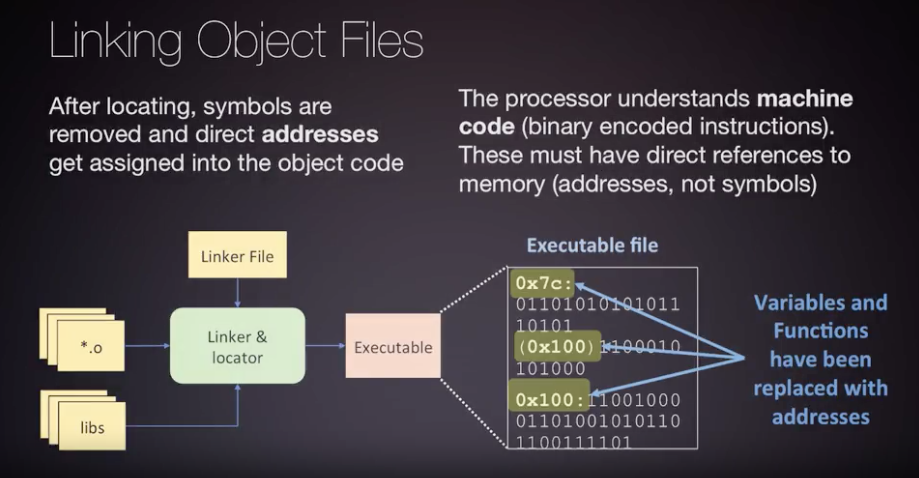 Linking Object Files
After locating, symbols are
removed and direct addresses
get assigned into the object code
The processor understands machine
code (binary encoded instructions).
These must have direct references to
memory (addresses, not symbols)
Linker File
*.o
Linker &
locator
libs
Executable
Executable file
0x7c:
01101010101011
10101
(0x100)1100010
101000
0x100:11001000
01101001010110
1100111101
Variables and
Functions
have been
replaced with
addresses